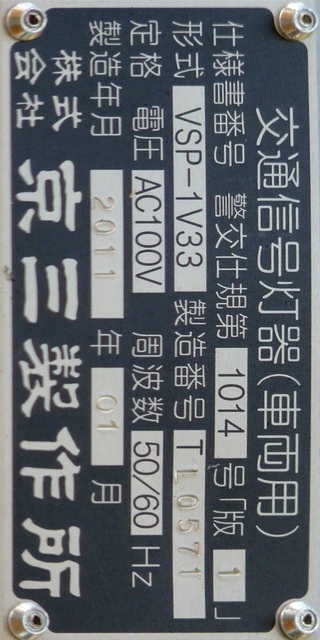 交通信号灯器(車両用)
仕様書番号 警交仕規第 1014 号「版 1」
形式 VSP-1V33 製造番号 T L0571
定格 電圧 AC100V 周波数 50/60 Hz
製造年月 2011 年 01 月
株式会社 京三製作所